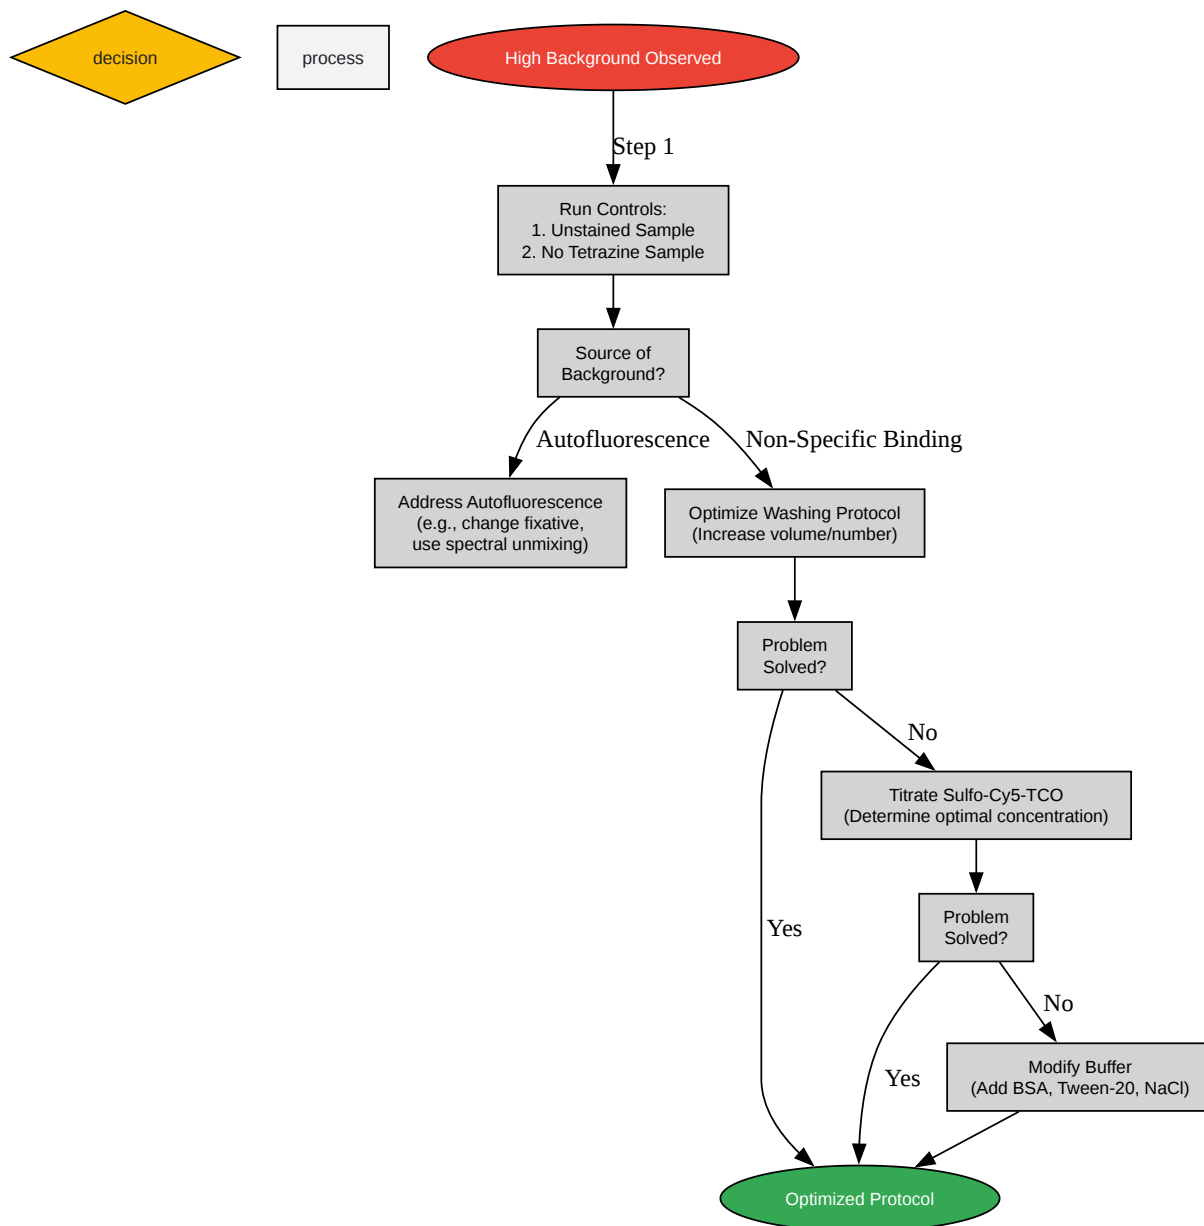 decision
process
High Background Observed
Step 1
Run Controls:
1. Unstained Sample
2. No Tetrazine Sample
Source of
Background?
Autofluorescence
Non-Specific Binding
Address Autofluorescence
(e.g., change fixative,
use spectral unmixing)
Optimize Washing Protocol
(Increase volume/number)
Problem
Solved?
No
Titrate Sulfo-Cy5-TCO
(Determine optimal concentration)
Yes
Problem
Solved?
No
Yes
Modify Buffer
(Add BSA, Tween-20, NaCl)
Optimized Protocol